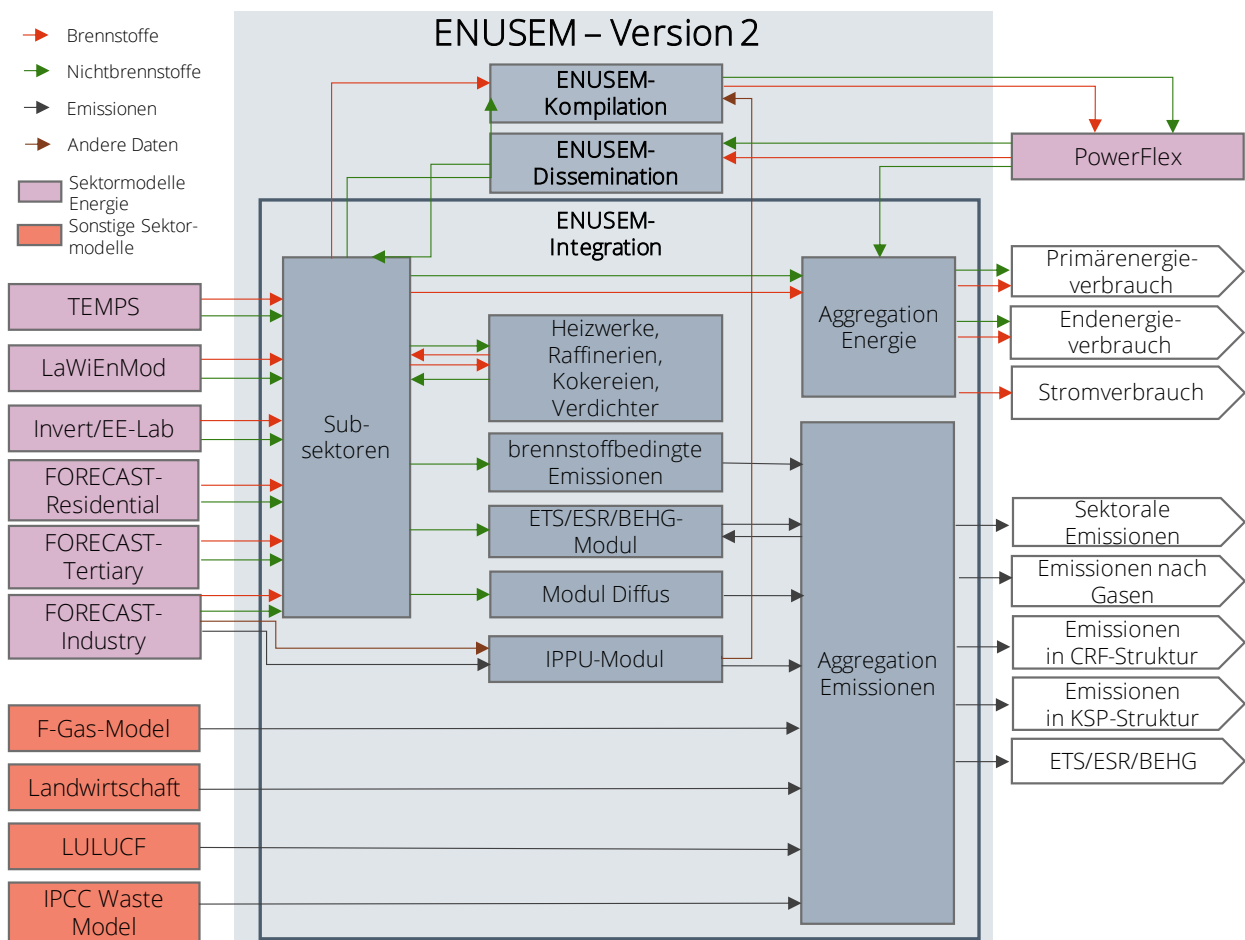 ENUSEM – Version 2
Brennstoffe
Nichtbrennstoffe
Emissionen
Andere Daten
Sektormodelle
Energie
Sonstige Sektor-
modelle
ENUSEM-
Kompilation
ENUSEM-
Dissemination
PowerFlex
ENUSEM-
Integration
TEMPS
LaWiEnMod
Invert/EE-Lab
FORECAST-
Residential
FORECAST-
Tertiary
FORECAST-
Industry
F-Gas-Model
Landwirtschaft
LULUCF
IPCC Waste
Model
Sub-
sektoren
Heizwerke,
Raffinerien,
Kokereien,
Verdichter
brennstoffbedingte
Emissionen
ETS/ESR/BEHG-
Modul
Modul Diffus
IPPU-Modul
Aggregation
Energie
Aggregation
Emissionen
Primärenergie-
verbrauch
Endenergie-
verbrauch
Stromverbrauch
Sektorale
Emissionen
Emissionen nach
Gasen
Emissionen
in CRF-Struktur
Emissionen
in KSP-Struktur
ETS/ESR/BEHG